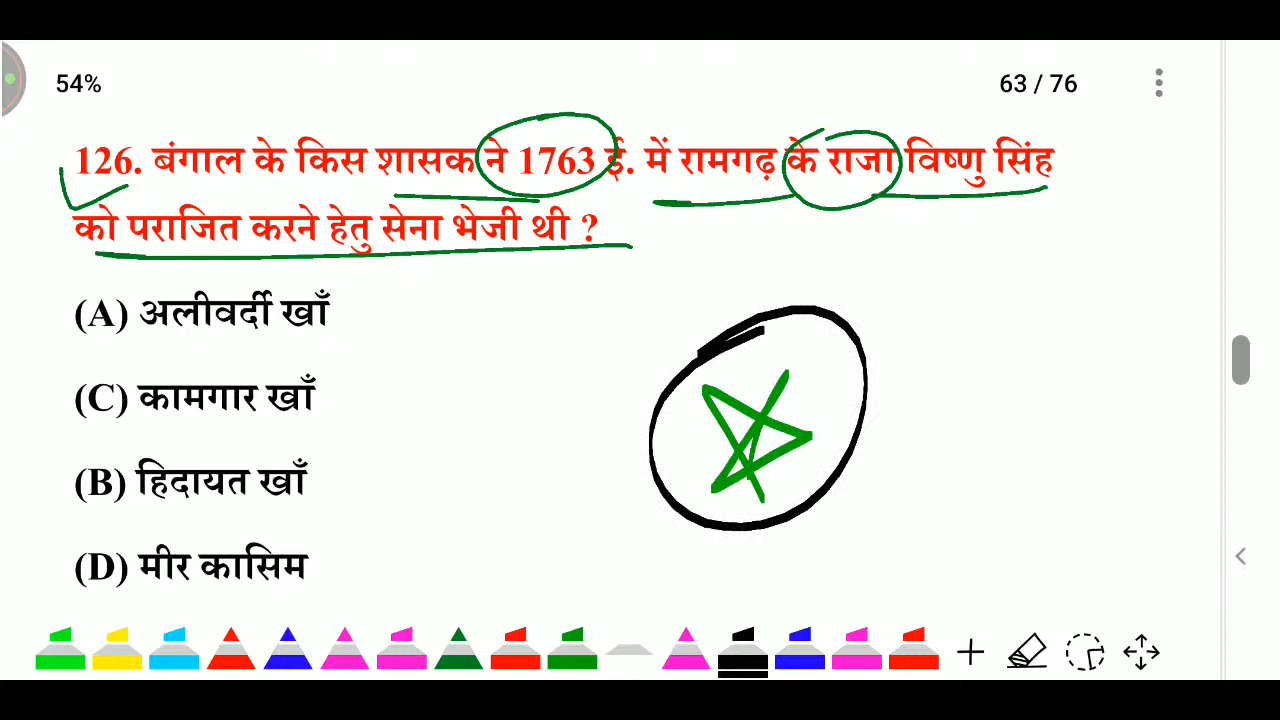 54%
63 / 76
126. बंगाल के किस शासक ने 1763 ई. में रामगढ़ के राजा विष्णु सिंह
को पराजित करने हेतु सेना भेजी थी ?
(A) अलीवर्दी खाँ
(C) कामगार खाँ
(B) हिदायत खाँ
(D) मीर कासिम